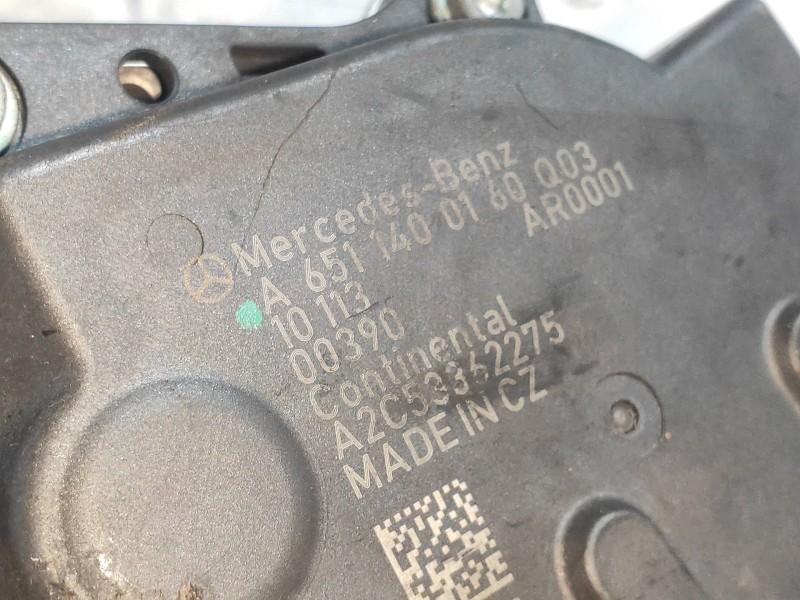 Mercedes-Benz
A 651 140 01 60 Q03
10 113 AR0001
00390
Continental
A2C53362275
MADE IN CZ